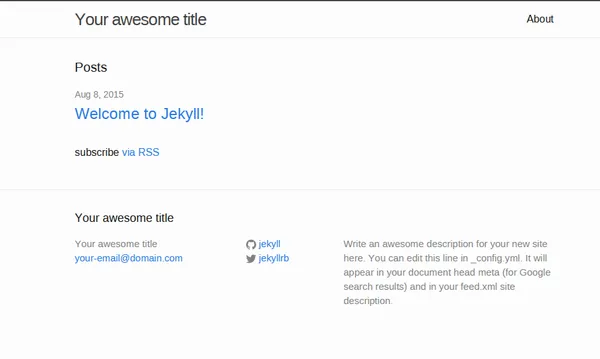 Your awesome title
About
Posts
Aug 8, 2015
Welcome to Jekyll!
subscribe via RSS
Your awesome title
Your awesome title
your-email@domain.com
jekyll
jekyllrb
Write an awesome description for your new site
here. You can edit this line in _config.yml. It will
appear in your document head meta (for Google
search results) and in your feed.xml site
description.